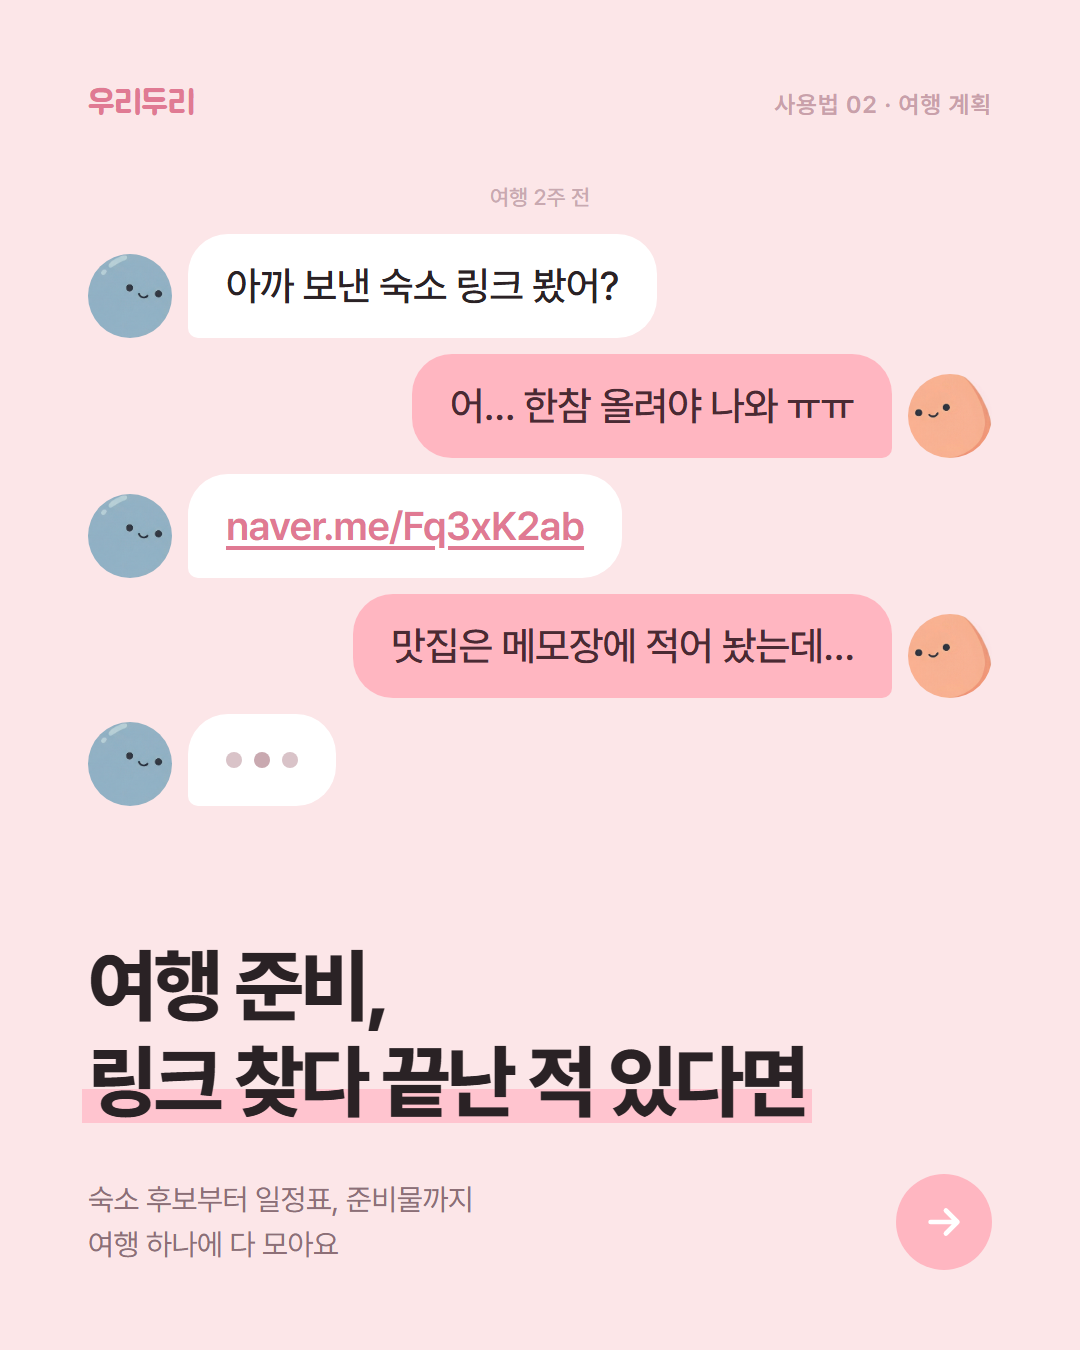 우리두리
사용법 02 · 여행 계획
여행 2주 전
아까 보낸 숙소 링크 봤어?
어... 한참 올려야 나와 ㅠㅠ
naver.me/Fq3xK2ab
맛집은 메모장에 적어 놨는데...
여행 준비,
링크 찾다 끝난 적 있다면
숙소 후보부터 일정표, 준비물까지
여행 하나에 다 모아요